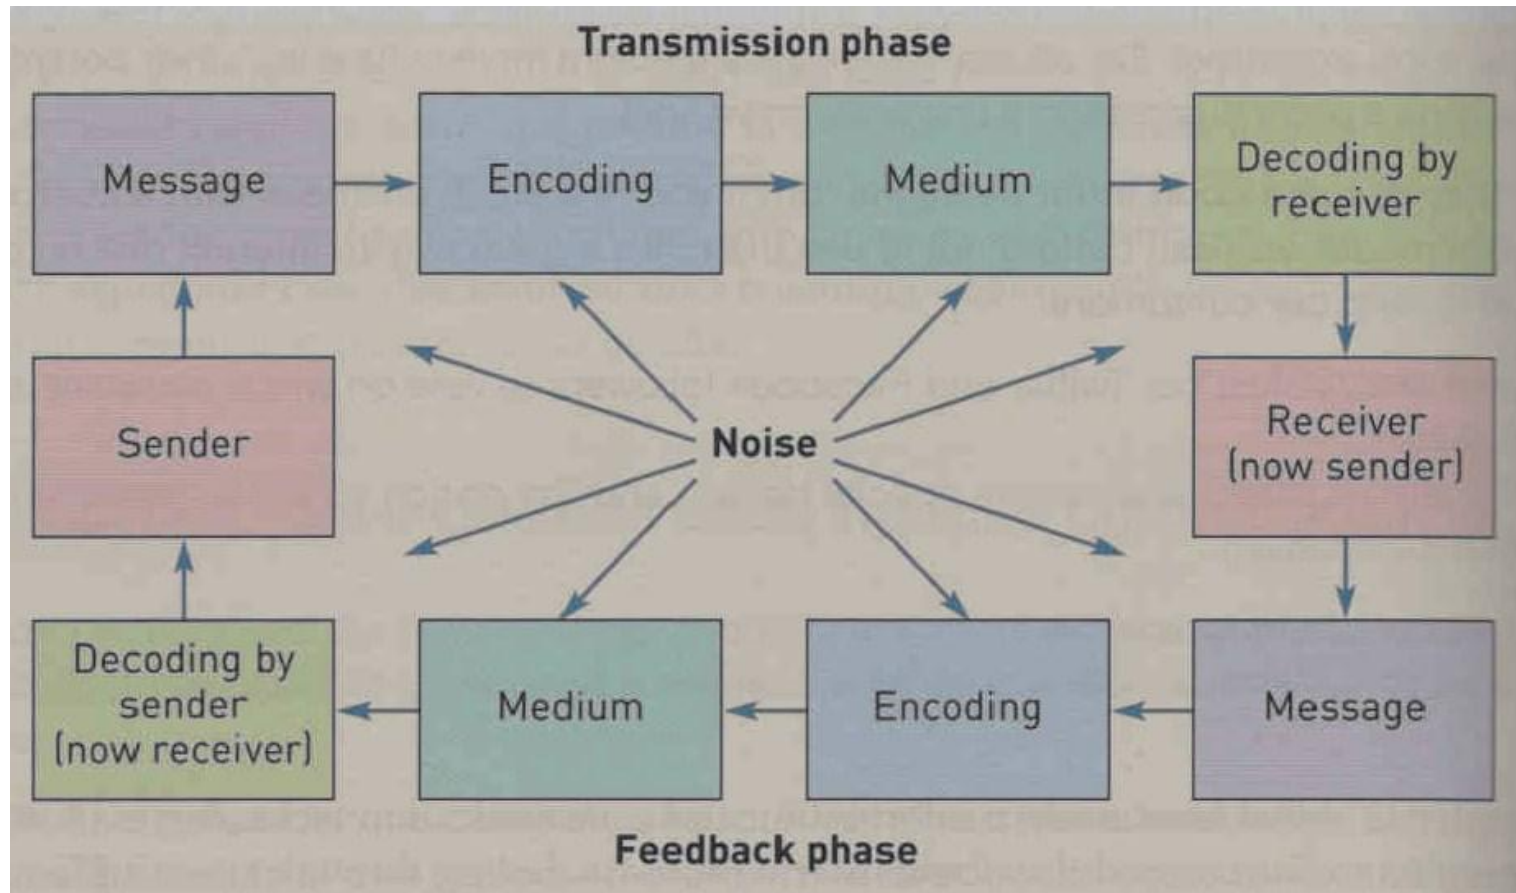 Transmission phase
Message
Encoding
Medium
Decoding by
receiver
Sender
Noise
Receiver
(now sender)
Decoding by
sender
(now receiver)
Medium
Encoding
Message
Feedback phase